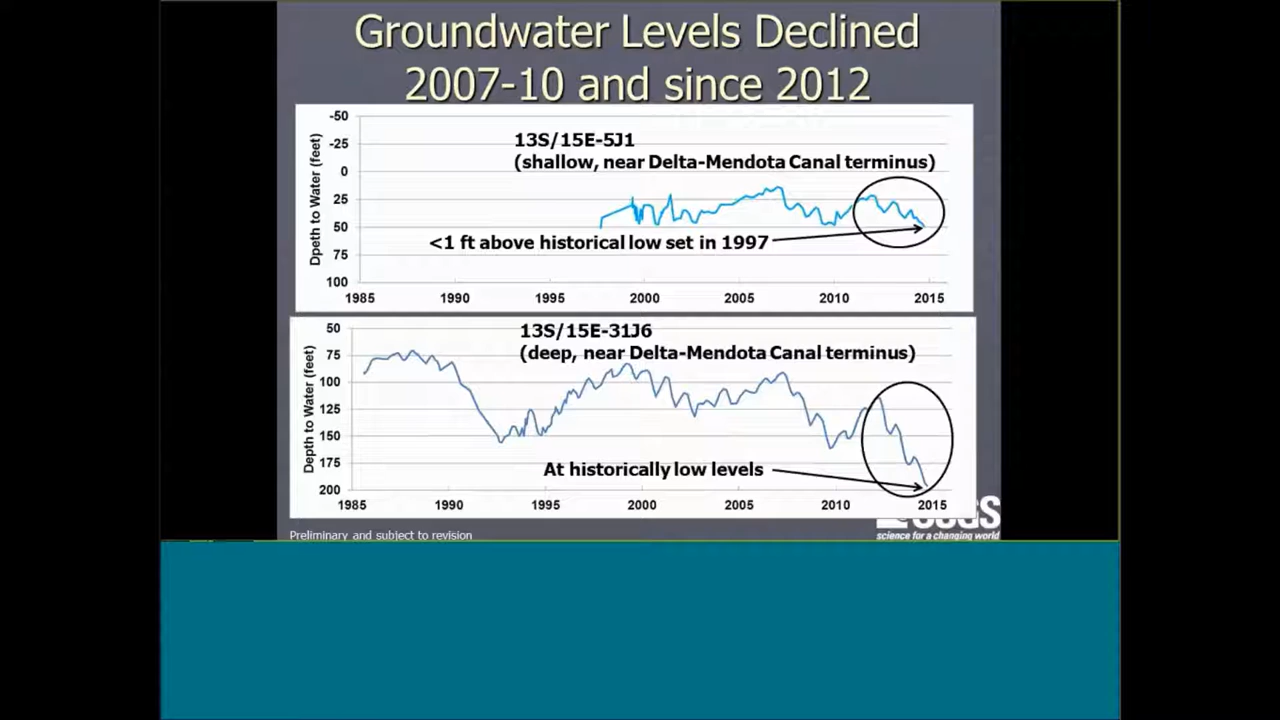 Groundwater Levels Declined
2007-10 and since 2012
Dpeth to Water (feet)
-50
-25
0
25
50
75
100
13S/15E-5J1
(shallow, near Delta-Mendota Canal terminus)
<1 ft above historical low set in 1997
1985 1990 1995 2000 2005 2010 2015
Depth to Water (feet)
50
75
100
125
150
175
200
13S/15E-31J6
(deep, near Delta-Mendota Canal terminus)
At historically low levels
1985 1990 1995 2000 2005 2010 2015
Preliminary and subject to revision
science for a changing world